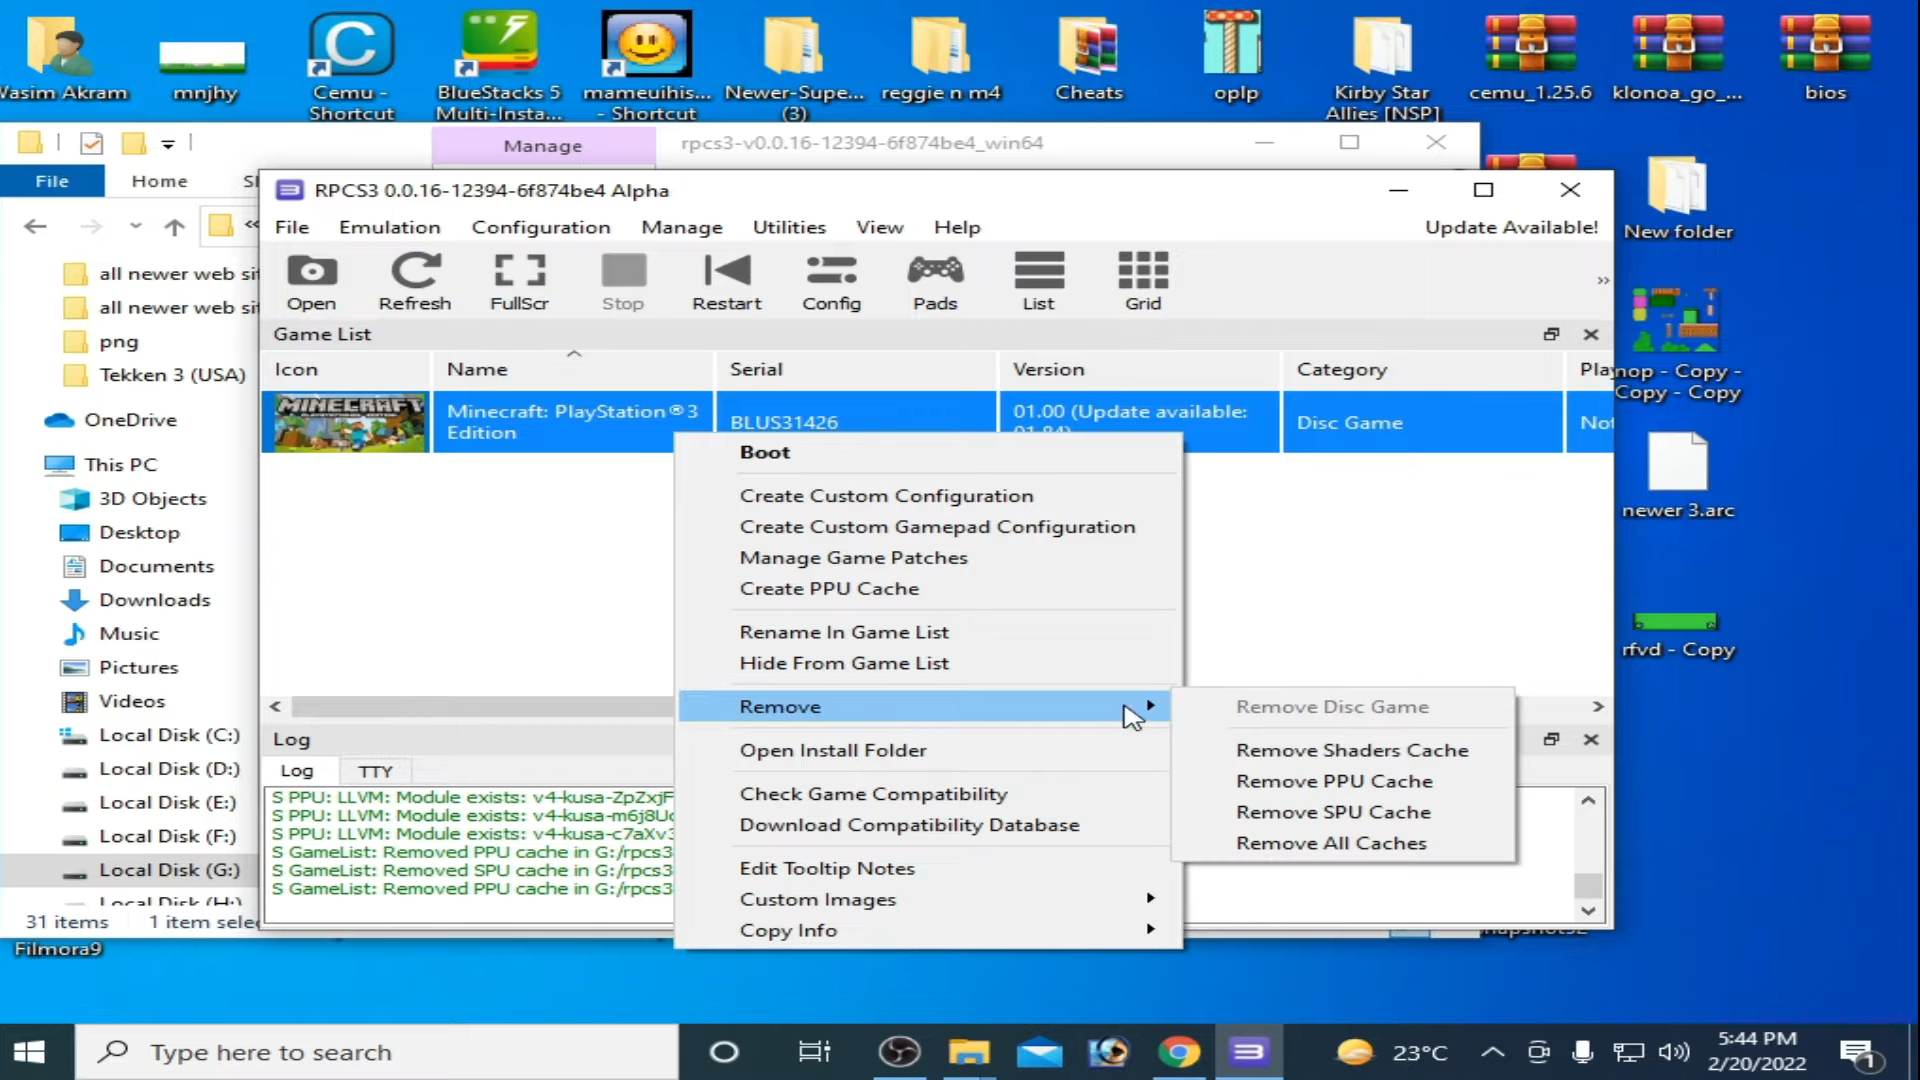 Wasim Akram
mnjhy
Cemu -
Shortcut
BlueStacks 5
Multi-Insta...
mameuihis...
- Shortcut
Newer-Supe...
(3)
reggie n m4
Cheats
oplp
Kirby Star
Allies [NSP]
cemu_1.25.6
klonoa_go_...
bios
Manage
rpcs3-v0.0.16-12394-6f874be4_win64
File
Home
RPCS3 0.0.16-12394-6f874be4 Alpha
File Emulation Configuration Manage Utilities View Help
Update Available!
New folder
Open Refresh FullScr Stop Restart Config Pads List Grid
all newer web sit
all newer web sit
png
Tekken 3 (USA)
OneDrive
This PC
3D Objects
Desktop
Documents
Downloads
Music
Pictures
Videos
Local Disk (C:)
Local Disk (D:)
Local Disk (E:)
Local Disk (F:)
Local Disk (G:)
Local Disk (H:)
31 items 1 item sele
Filmora9
Game List
Icon Name Serial Version Category Play
MINECRAFT
Minecraft: PlayStation®3
Edition
BLUS31426
01.00 (Update available:
01.84)
Disc Game
Not
nop - Copy -
Copy - Copy
newer 3.arc
rfvd - Copy
Boot
Create Custom Configuration
Create Custom Gamepad Configuration
Manage Game Patches
Create PPU Cache
Rename In Game List
Hide From Game List
Remove
Open Install Folder
Check Game Compatibility
Download Compatibility Database
Edit Tooltip Notes
Custom Images
Copy Info
Remove Disc Game
Remove Shaders Cache
Remove PPU Cache
Remove SPU Cache
Remove All Caches
Log
Log TTY
S PPU: LLVM: Module exists: v4-kusa-ZpZxjF
S PPU: LLVM: Module exists: v4-kusa-m6j8Uc
S PPU: LLVM: Module exists: v4-kusa-c7aXv3
S GameList: Removed PPU cache in G:/rpcs3
S GameList: Removed SPU cache in G:/rpcs3
S GameList: Removed PPU cache in G:/rpcs3
Type here to search
23°C
5:44 PM
2/20/2022
1